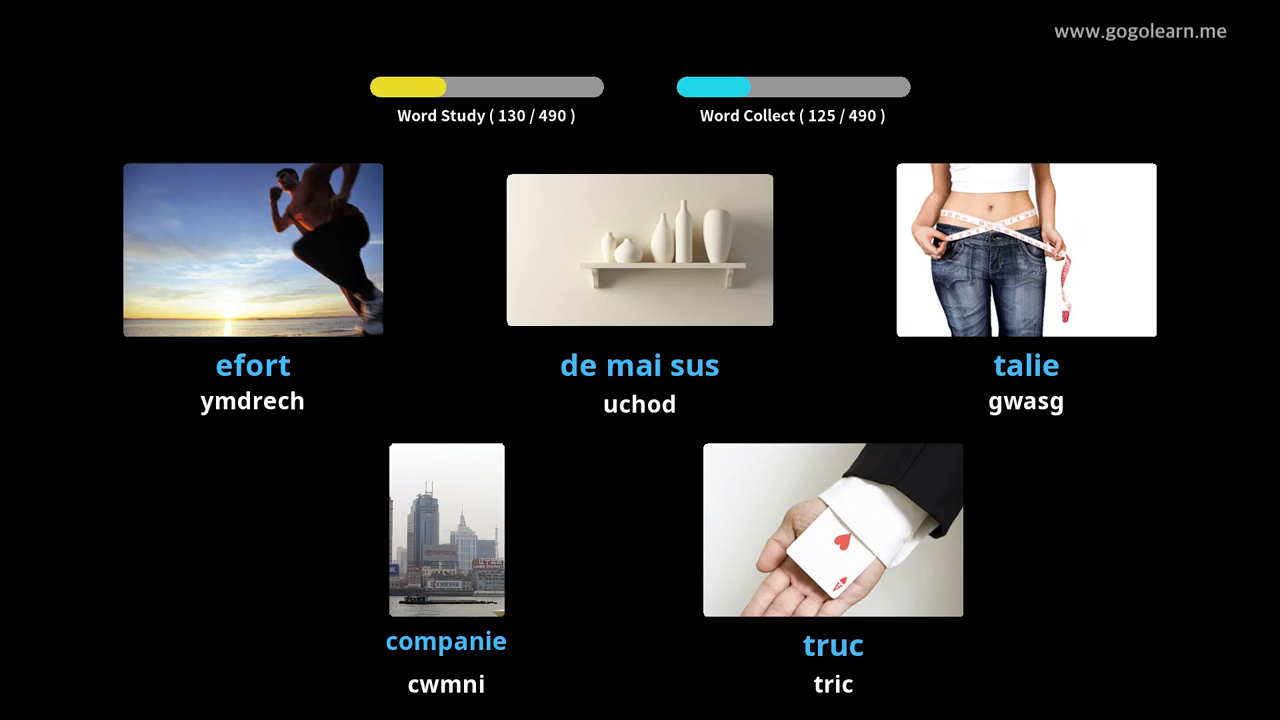 www.gogolearn.me
Word Study ( 130 / 490 )
Word Collect ( 125 / 490 )
efort
de mai sus
talie
ymdrech
uchod
gwasg
TOYOTA
companie
truc
cwmni
tric